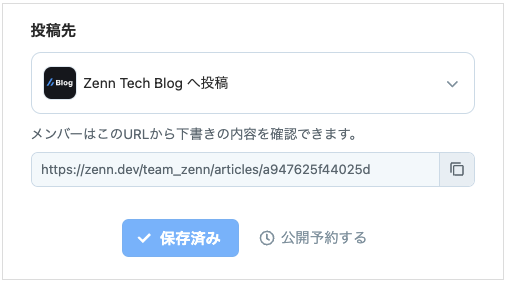 投稿先
Blog Zenn Tech Blog へ投稿
メンバーはこのURLから下書きの内容を確認できます。
https://zenn.dev/team_zenn/articles/a947625f44025d
保存済み 公開予約する